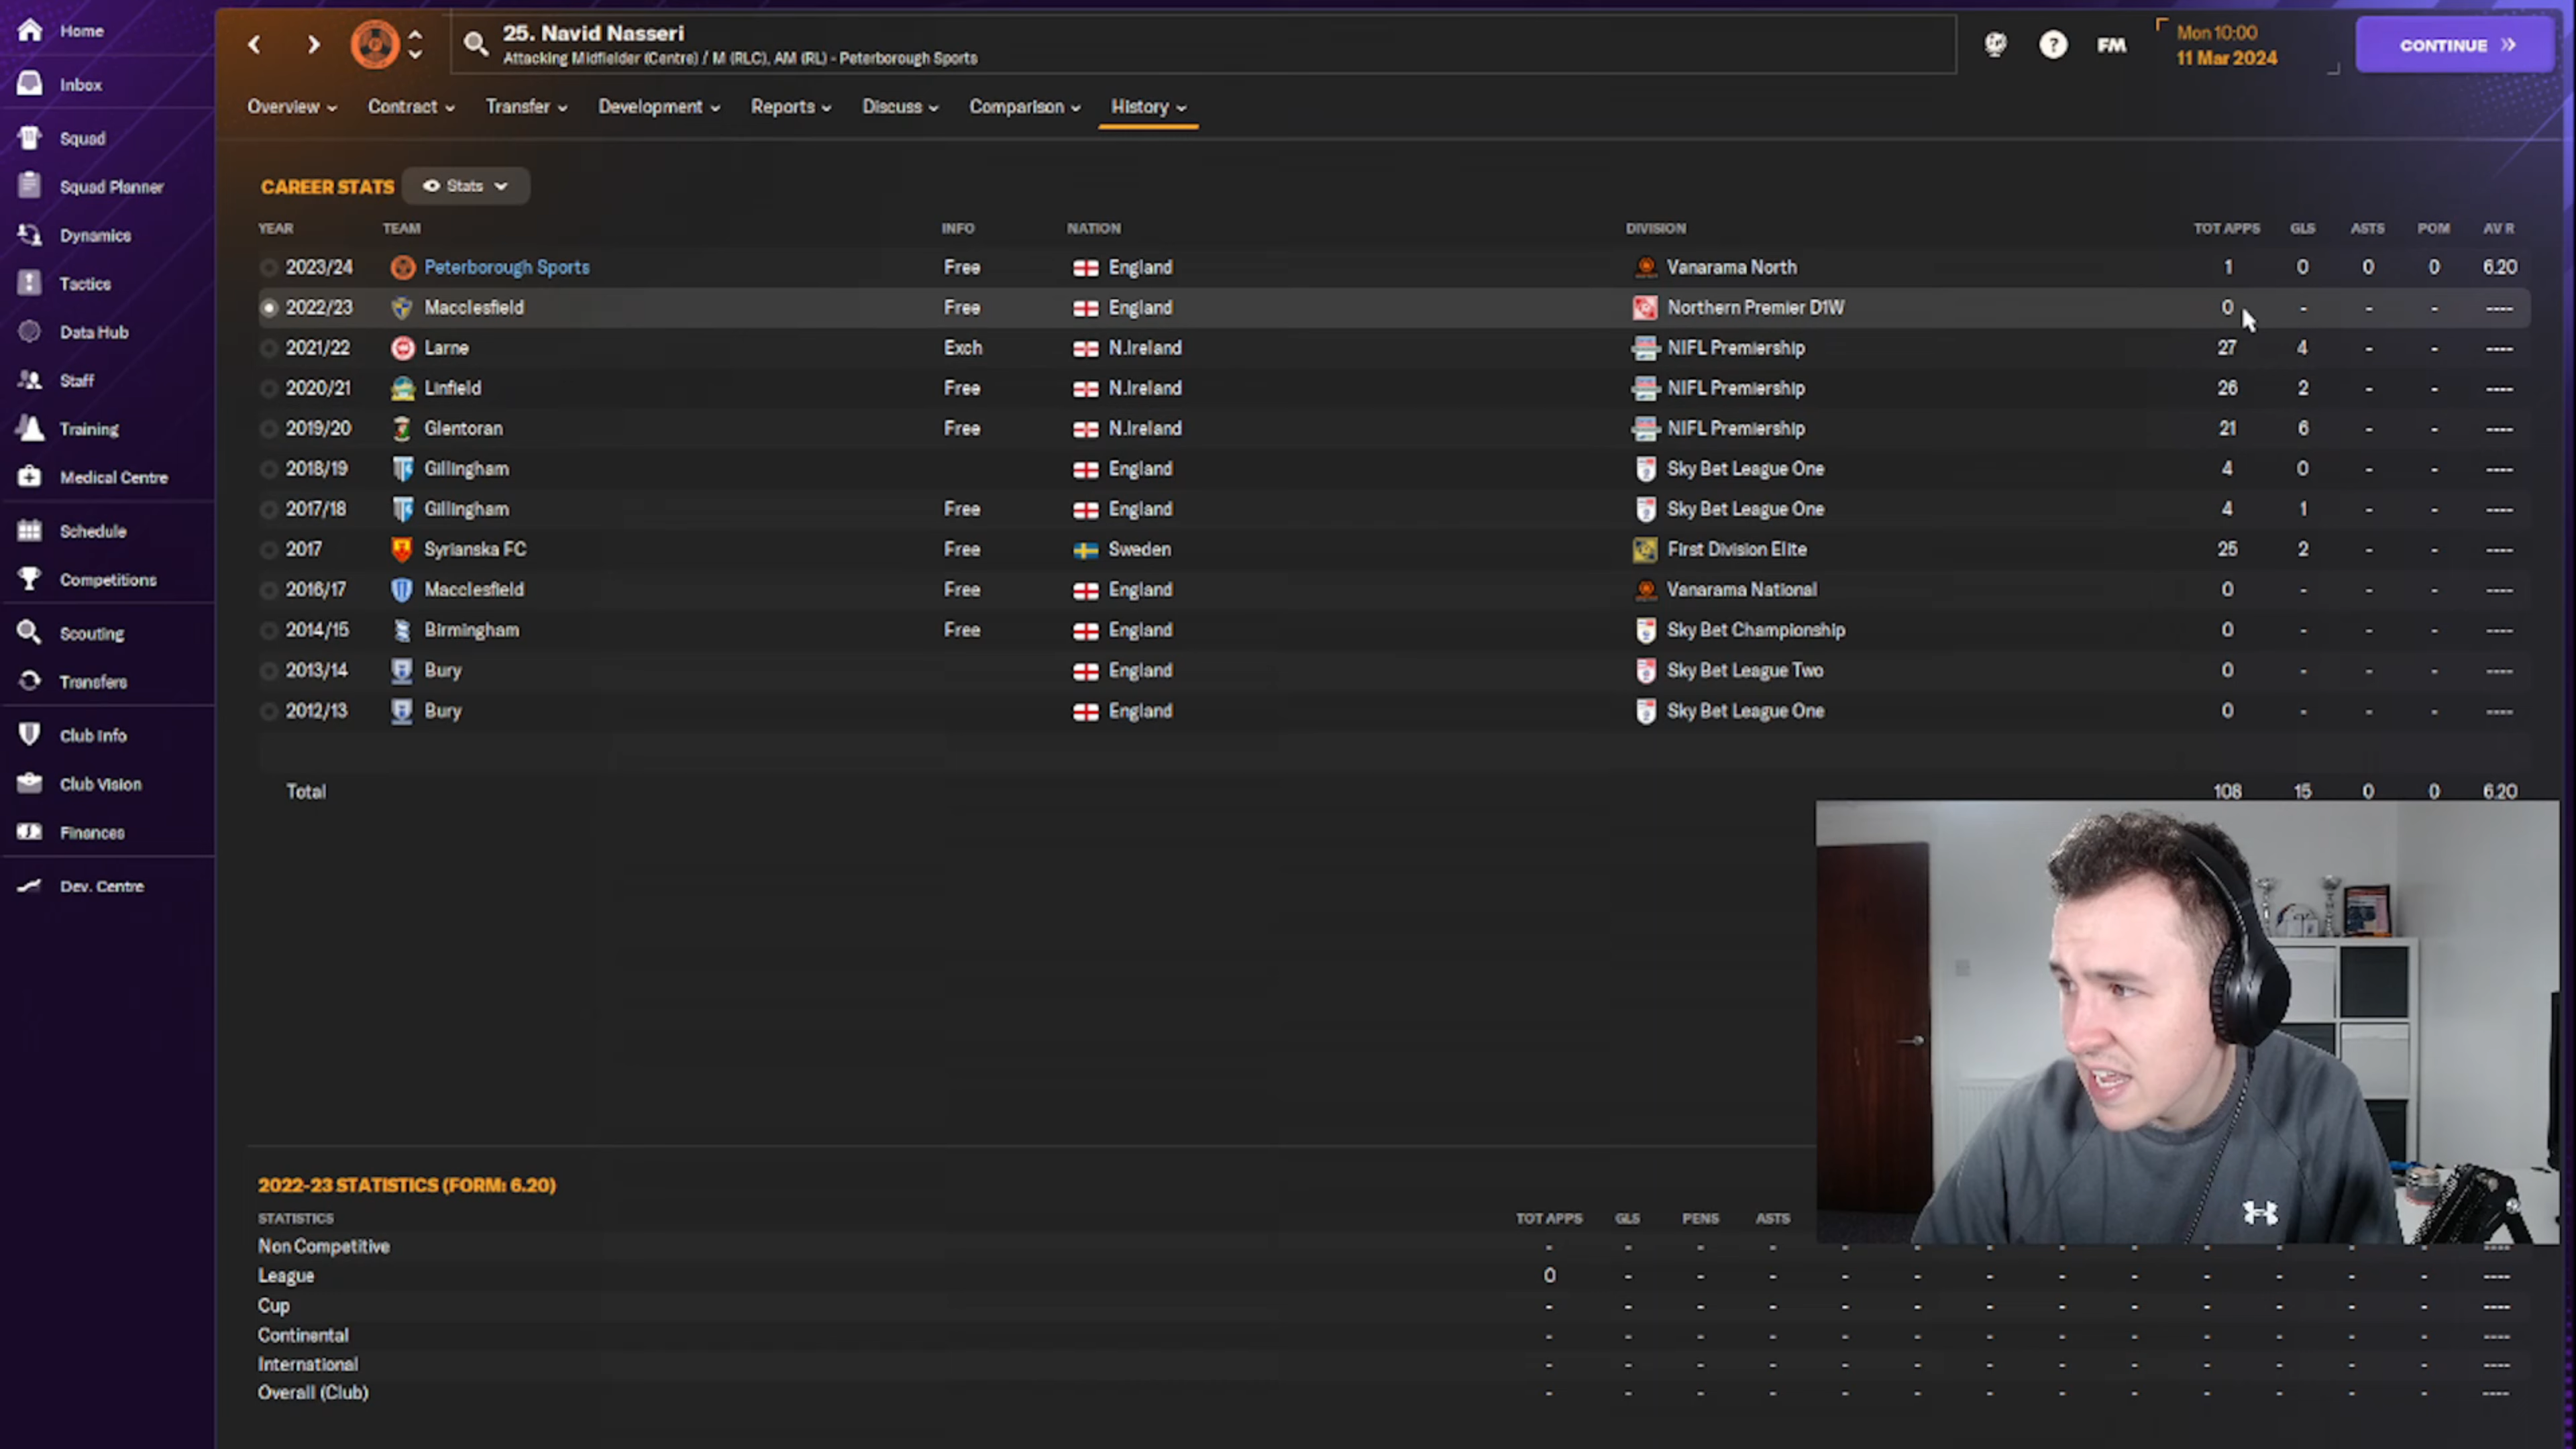 Home
Inbox
Squad
Squad Planner
Dynamics
Tactics
Data Hub
Staff
Training
Medical Centre
Schedule
Competitions
Scouting
Transfers
Club Info
Club Vision
Finances
Dev. Centre
25. Navid Nasseri
Attacking Midfielder (Centre) / M (RLC), AM (RL) - Peterborough Sports
? FM
Mon 10:00
11 Mar 2024
CONTINUE
Overview Contract Transfer Development Reports Discuss Comparison History
CAREER STATS Stats
YEAR TEAM INFO NATION DIVISION TOT APPS GLS ASTS POM AV R
2023/24 Peterborough Sports Free England Vanarama North 1 0 0 0 6.20
2022/23 Macclesfield Free England Northern Premier D1W 0 - - - ----
2021/22 Larne Exch N.Ireland NIFL Premiership 27 4 - - ----
2020/21 Linfield Free N.Ireland NIFL Premiership 26 2 - - ----
2019/20 Glentoran Free N.Ireland NIFL Premiership 21 6 - - ----
2018/19 Gillingham England Sky Bet League One 4 0 - - ----
2017/18 Gillingham Free England Sky Bet League One 4 1 - - ----
2017 Syrianska FC Free Sweden First Division Elite 25 2 - - ----
2016/17 Macclesfield Free England Vanarama National 0 - - - ----
2014/15 Birmingham Free England Sky Bet Championship 0 - - - ----
2013/14 Bury England Sky Bet League Two 0 - - - ----
2012/13 Bury England Sky Bet League One 0 - - - ----
Total 108 15 0 0 6.20
2022-23 STATISTICS (FORM: 6.20)
STATISTICS TOT APPS GLS PENS ASTS
Non Competitive - - - - - - - - - - - - - ----
League 0 - - - - - - - - - - - - ----
Cup - - - - - - - - - - - - - ----
Continental - - - - - - - - - - - - - ----
International - - - - - - - - - - - - - ----
Overall (Club) - - - - - - - - - - - - - ----